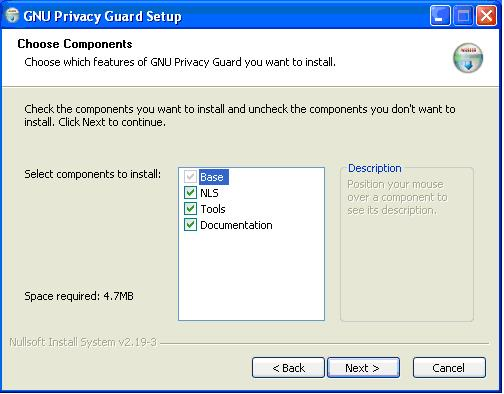 GNU Privacy Guard Setup
Choose Components
Choose which features of GNU Privacy Guard you want to install.
Check the components you want to install and uncheck the components you don't want to
install. Click Next to continue.
Select components to install:
Base
NLS
Tools
Documentation
Description
Position your mouse
over a component to
see its description.
Space required: 4.7MB
Nullsoft Install System v2.19-3
< Back
Next >
Cancel